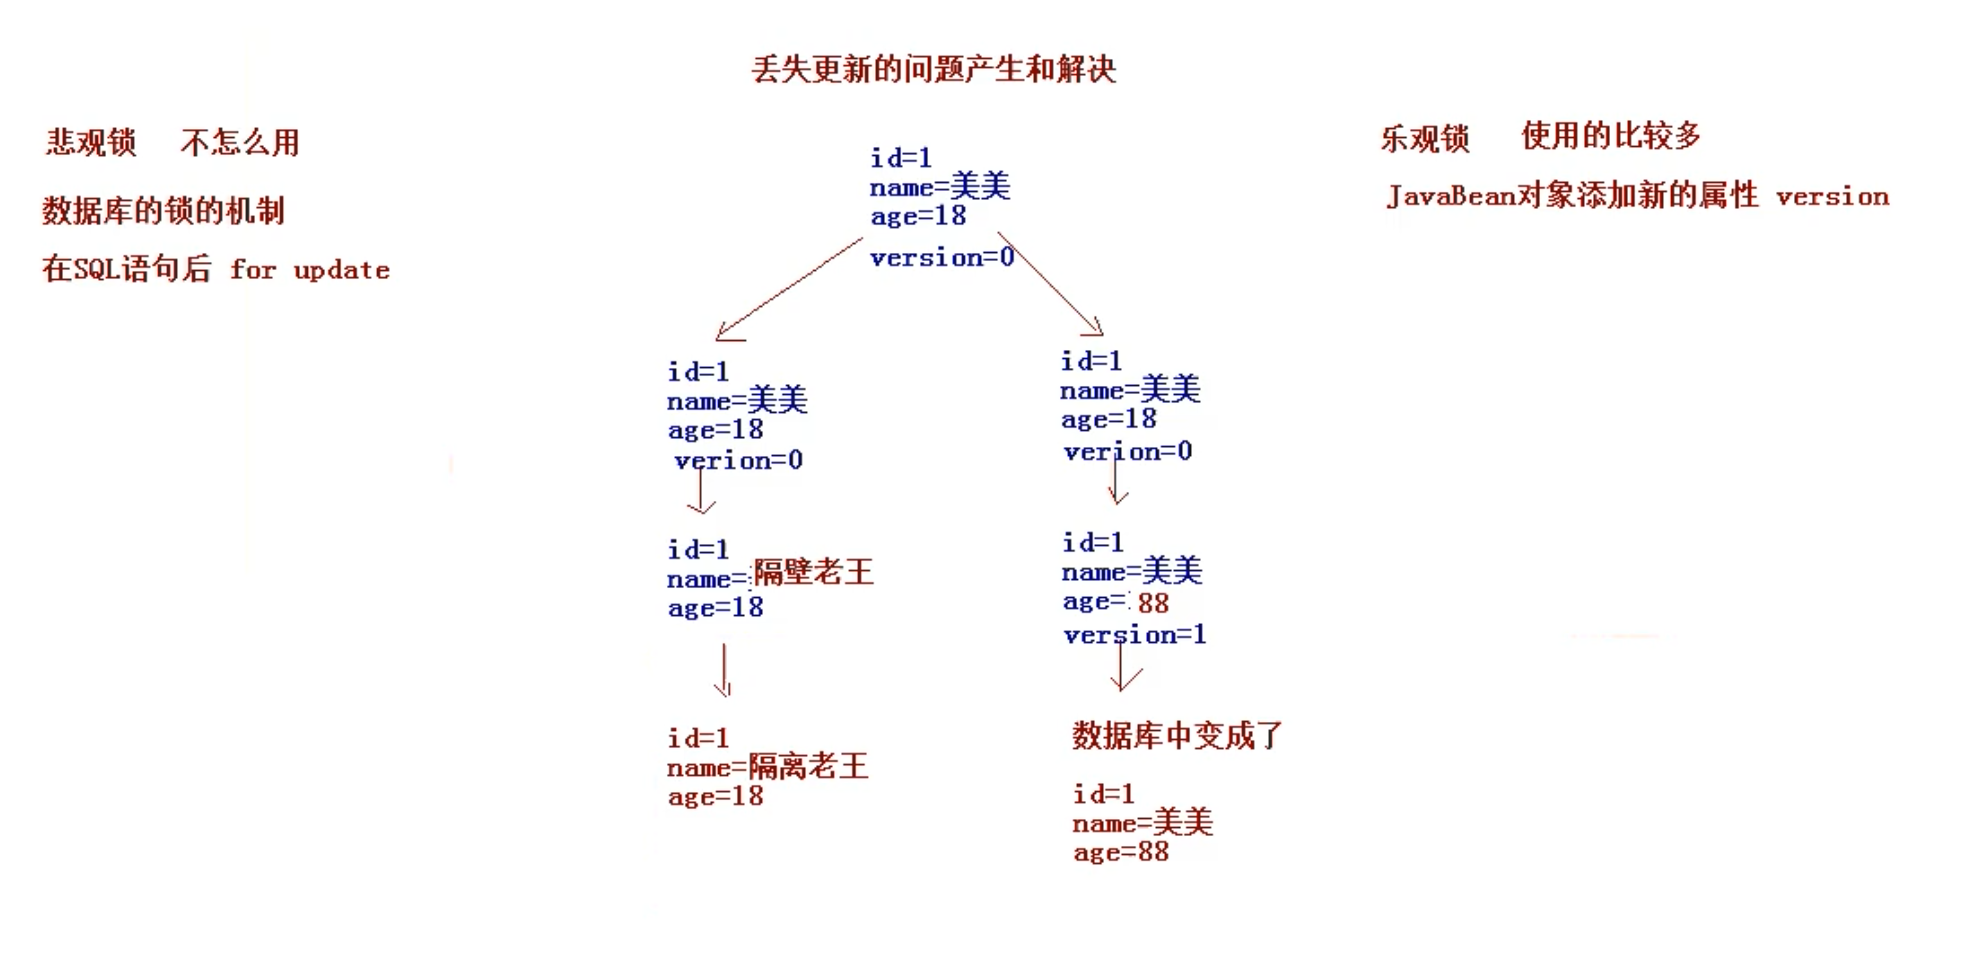 丢失更新的问题产生和解决
悲观锁 不怎么用
数据库的锁的机制
在SQL语句后 for update
乐观锁 使用的比较多
JavaBean对象添加新的属性 version
id=1
name=美美
age=18
version=0
id=1
name=美美
age=18
verion=0
id=1
name=隔壁老王
age=18
id=1
name=隔离老王
age=18
id=1
name=美美
age=18
verion=0
id=1
name=美美
age=88
version=1
数据库中变成了
id=1
name=美美
age=88